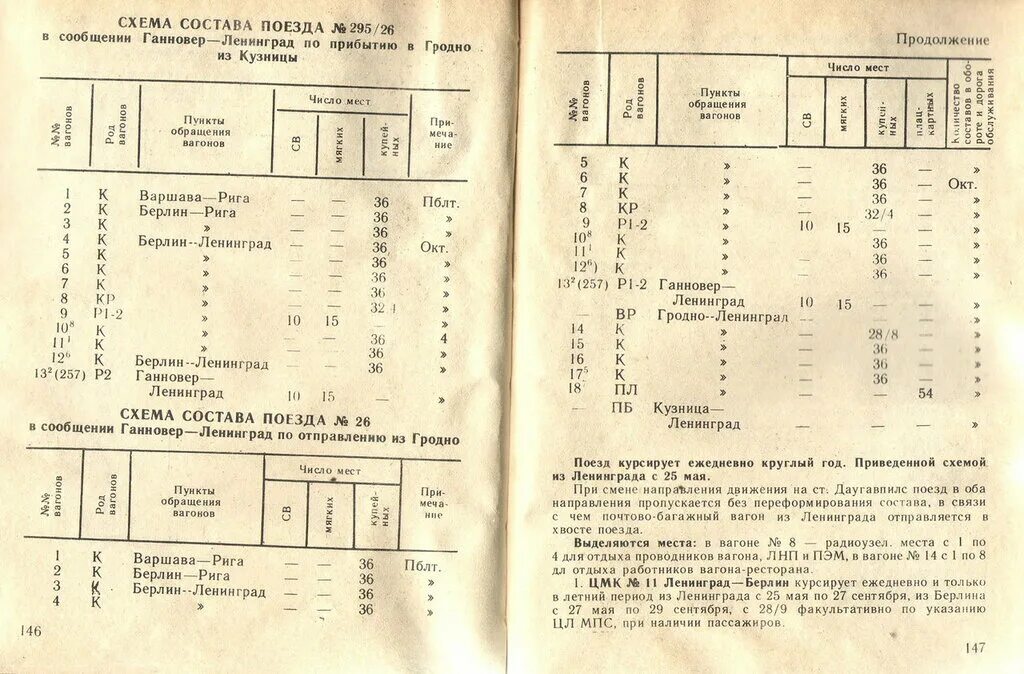 СХЕМА СОСТАВА ПОЕЗДА № 295/26
в сообщении Ганновер—Ленинград по прибытию в Гродно
из Кузницы
№№ вагонов
Род вагонов
Пункты обращения вагонов
Число мест
СВ
мягких
купейных
Примеча-
ние
1 К Варшава—Рига — — 36 Пблт.
2 К Берлин—Рига — — 36 »
3 К » — — 36 »
4 К Берлин--Ленинград — — 36 Окт.
5 К » — — 36 »
6 К » — — 36 »
7 К » — — 36 »
8 КР » — — 32 4 »
9 Р1-2 » 10 15 — »
10⁸ К » — — 36 4
11¹ К » — — 36 »
12⁶ К Берлин--Ленинград — — 36 »
13²(257) Р2 Ганновер—
Ленинград 10 15 — »
СХЕМА СОСТАВА ПОЕЗДА № 26
в сообщении Ганновер—Ленинград по отправлению из Гродно
№№ вагонов
Род вагонов
Пункты обращения вагонов
Число мест
СВ
мягких
купейных
Примеча-
ние
1 К Варшава—Рига — — 36 Пблт.
2 К Берлин—Рига — — 36 »
3 К Берлин--Ленинград — — 36 »
4 К » — — 36 »
146
Продолжение
№№ вагонов
Род вагонов
Пункты обращения вагонов
Число мест
СВ
мягких
купейных
плацкартных
Количество составов в обороте и дорога обслуживания
5 К » — 36 — »
6 К » — 36 — Окт.
7 К » — 36 — »
8 КР » — 32/4 — »
9 Р1-2 » 10 15 — »
10⁸ К » — 36 — »
11¹ К » — 36 — »
12⁶) К » — 36 — »
13²(257) Р1-2 Ганновер—
Ленинград 10 15 — — »
— ВР Гродно--Ленинград -- — — — »
14 К » — — 28/8 — »
15 К » — — 36 — »
16 К » — — 36 — »
17⁵ К » — — 36 — »
18 ПЛ » — — — 54 »
— ПБ Кузница—
Ленинград — — — — »
Поезд курсирует ежедневно круглый год. Приведенной схемой
из Ленинграда с 25 мая.
При смене направления движения на ст. Даугавпилс поезд в оба
направления пропускается без переформирования состава, в связи
с чем почтово-багажный вагон из Ленинграда отправляется в
хвосте поезда.
Выделяются места: в вагоне № 8 — радиоузел. места с 1 по
4 для отдыха проводников вагона, ЛНП и ПЭМ, в вагоне № 14 с 1 по 8
дл отдыха работников вагона-ресторана.
1. ЦМК № 11 Ленинград—Берлин курсирует ежедневно и только
в летний период из Ленинграда с 25 мая по 27 сентября, из Берлина
с 27 мая по 29 сентября, с 28/9 факультативно по указанию
ЦЛ МПС, при наличии пассажиров.
147